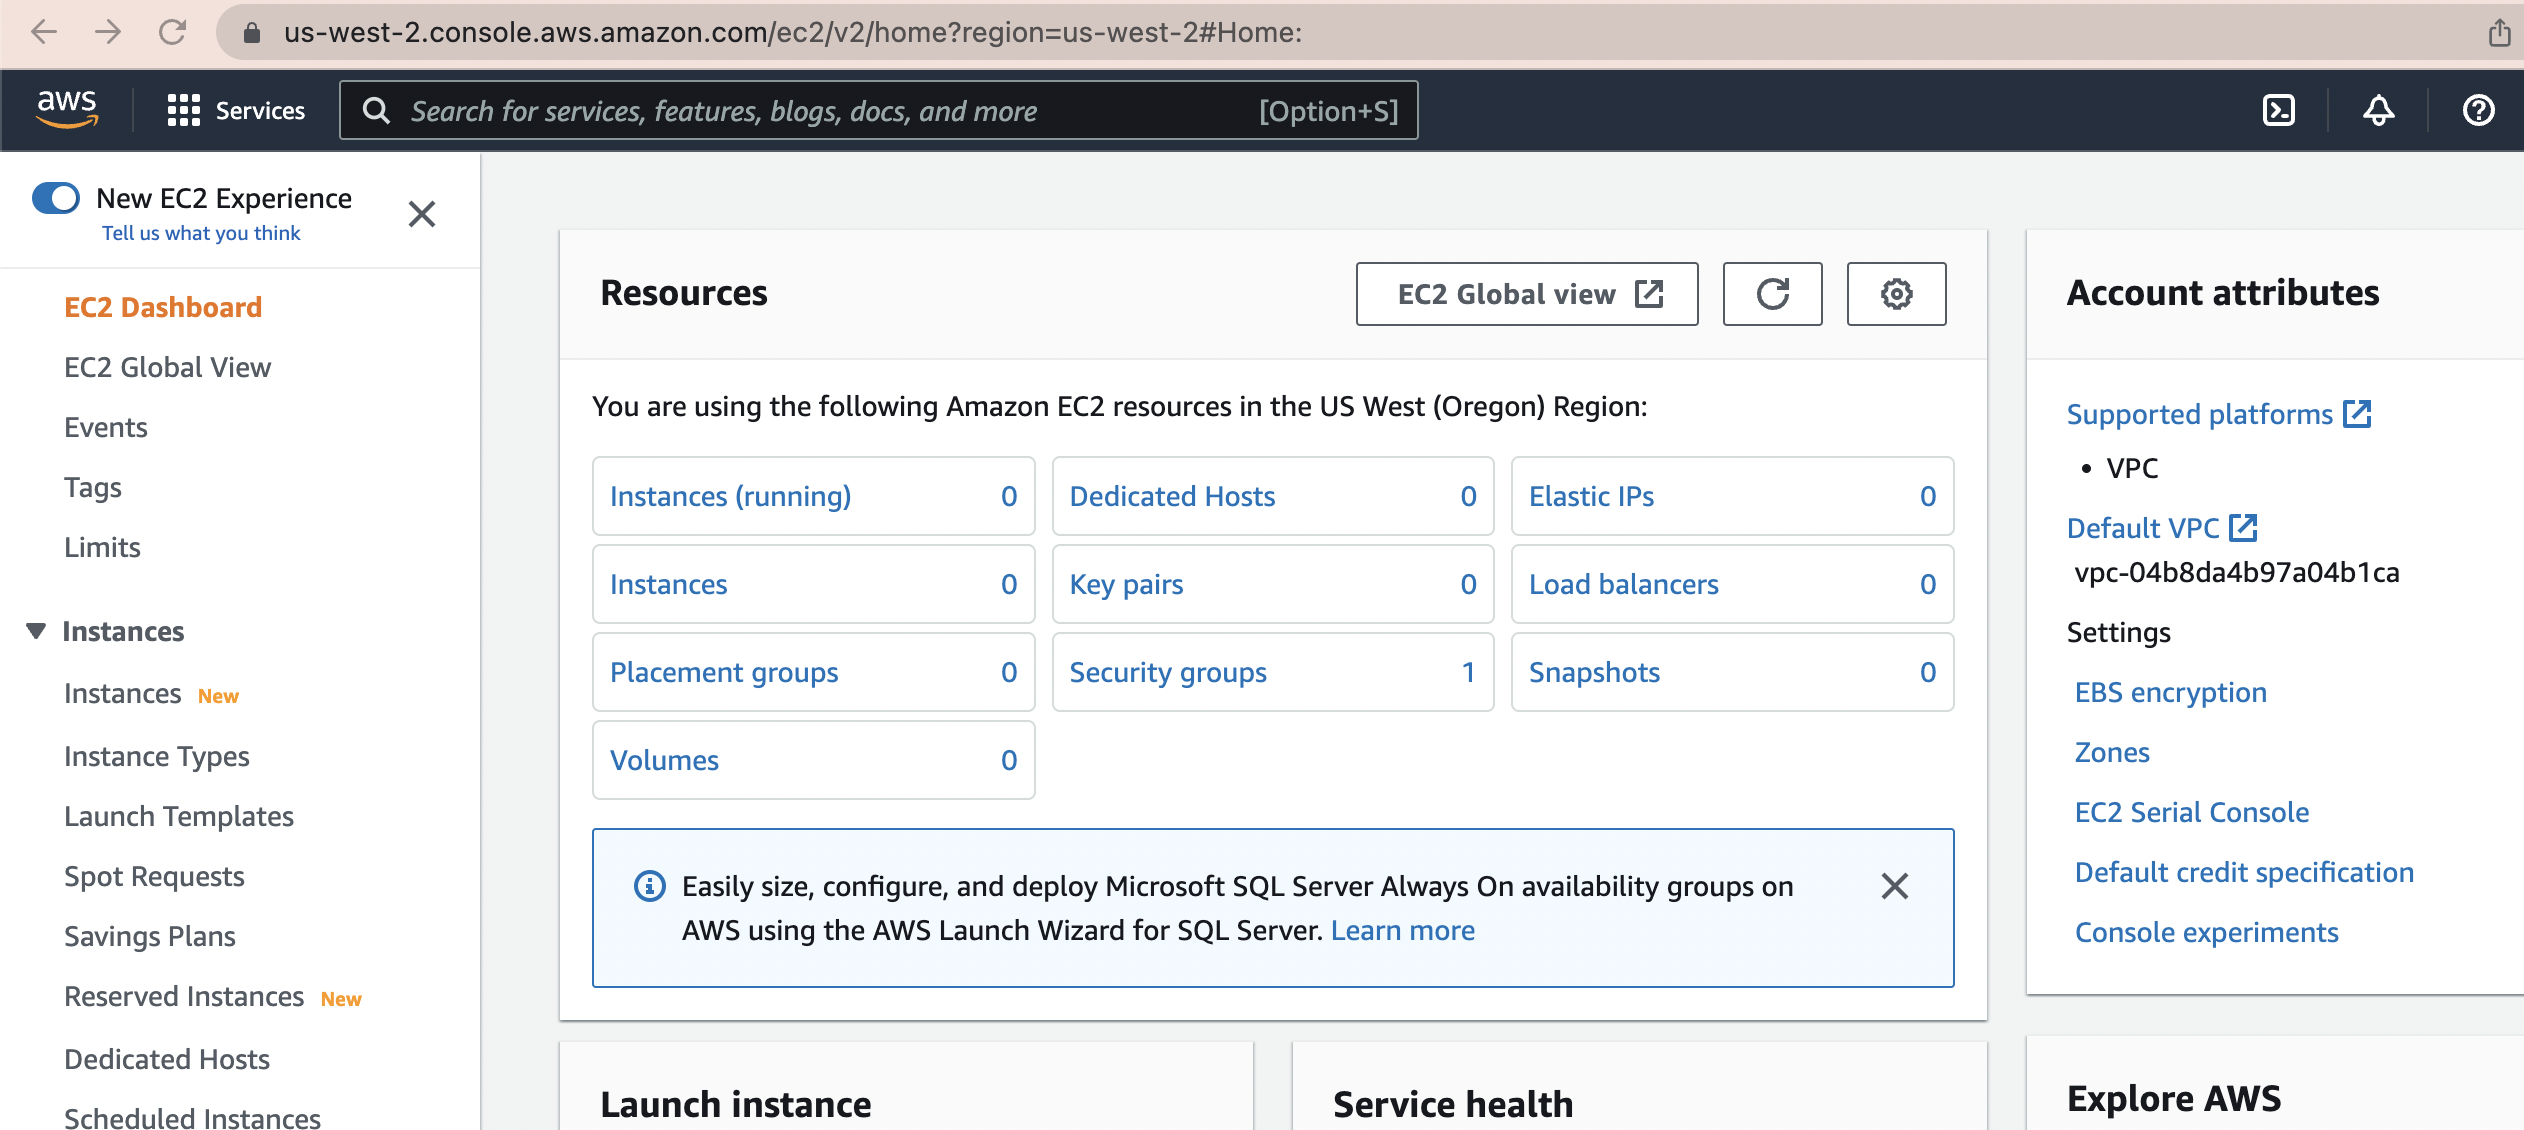 us-west-2.console.aws.amazon.com/ec2/v2/home?region=us-west-2#Home:
aws
Services
Search for services, features, blogs, docs, and more
[Option+S]
New EC2 Experience
Tell us what you think
EC2 Dashboard
EC2 Global View
Events
Tags
Limits
Instances
Instances New
Instance Types
Launch Templates
Spot Requests
Savings Plans
Reserved Instances New
Dedicated Hosts
Scheduled Instances
Resources
EC2 Global view
You are using the following Amazon EC2 resources in the US West (Oregon) Region:
Instances (running) 0
Dedicated Hosts 0
Elastic IPs 0
Instances 0
Key pairs 0
Load balancers 0
Placement groups 0
Security groups 1
Snapshots 0
Volumes 0
Easily size, configure, and deploy Microsoft SQL Server Always On availability groups on
AWS using the AWS Launch Wizard for SQL Server. Learn more
Launch instance
Service health
Account attributes
Supported platforms
• VPC
Default VPC
vpc-04b8da4b97a04b1ca
Settings
EBS encryption
Zones
EC2 Serial Console
Default credit specification
Console experiments
Explore AWS